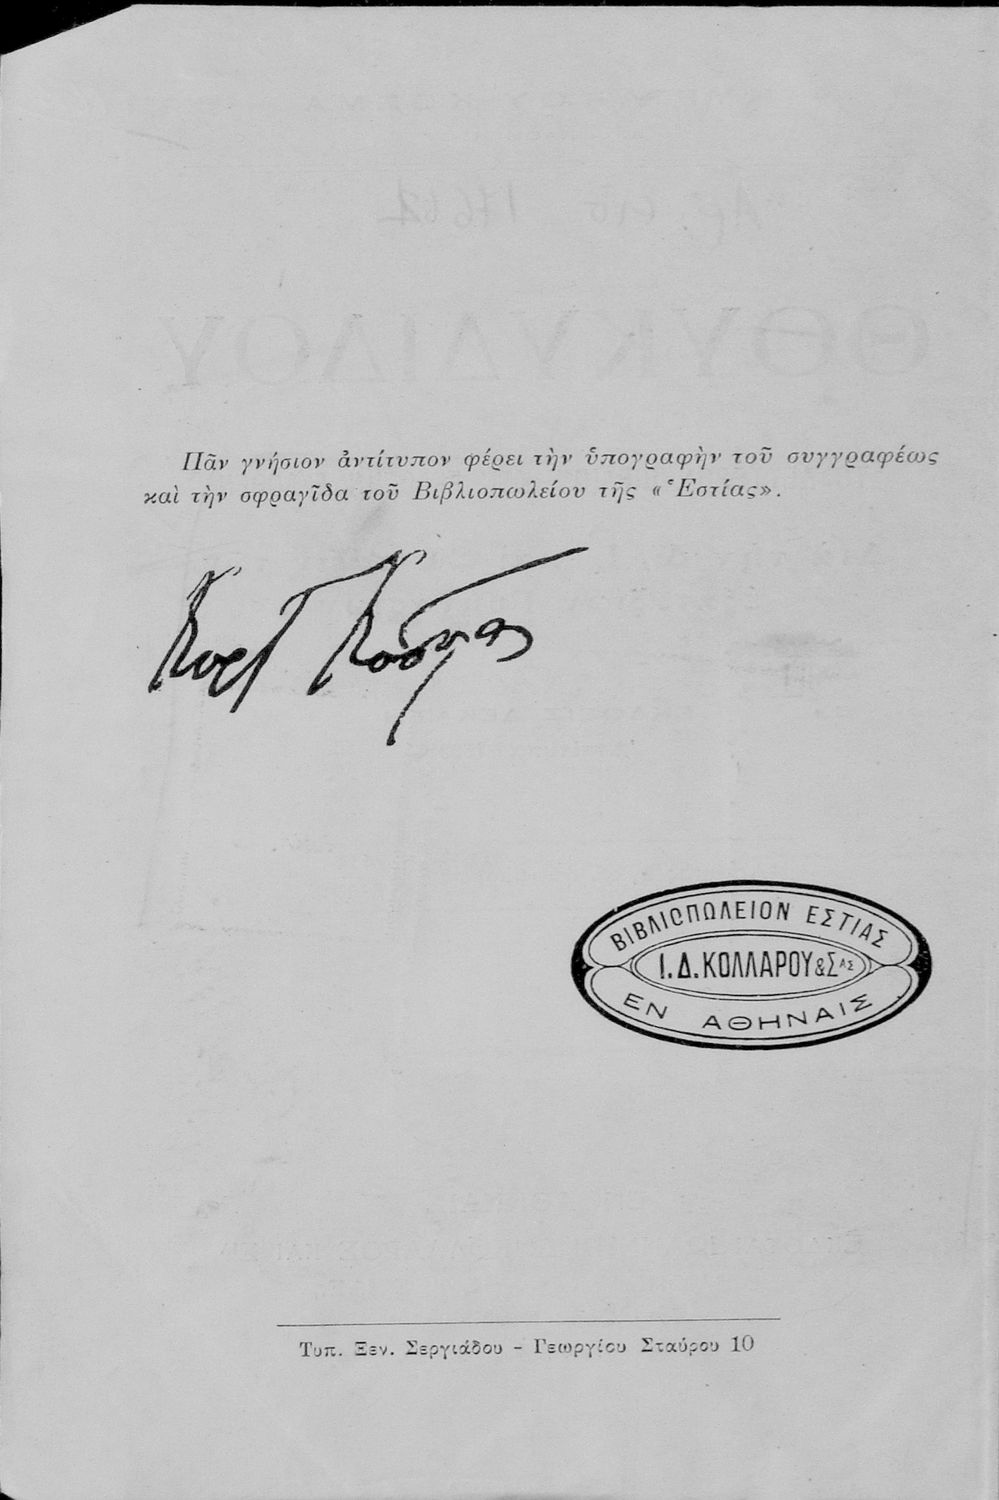 Πᾶν γνήσιον ἀντίτυπον φέρει τὴν ὑπογραφὴν τοῦ συγγραφέως
καὶ τὴν σφραγῖδα τοῦ Βιβλιοπωλείου τῆς «Ἑστίας».
ΒΙΒΛΙΟΠΩΛΕΙΟΝ ΕΣΤΙΑΣ
Ι. Δ. ΚΟΛΛΑΡΟΥ & ΣΑΣ
ΕΝ ΑΘΗΝΑΙΣ
Τυπ. Ξεν. Σεργιάδου - Γεωργίου Σταύρου 10